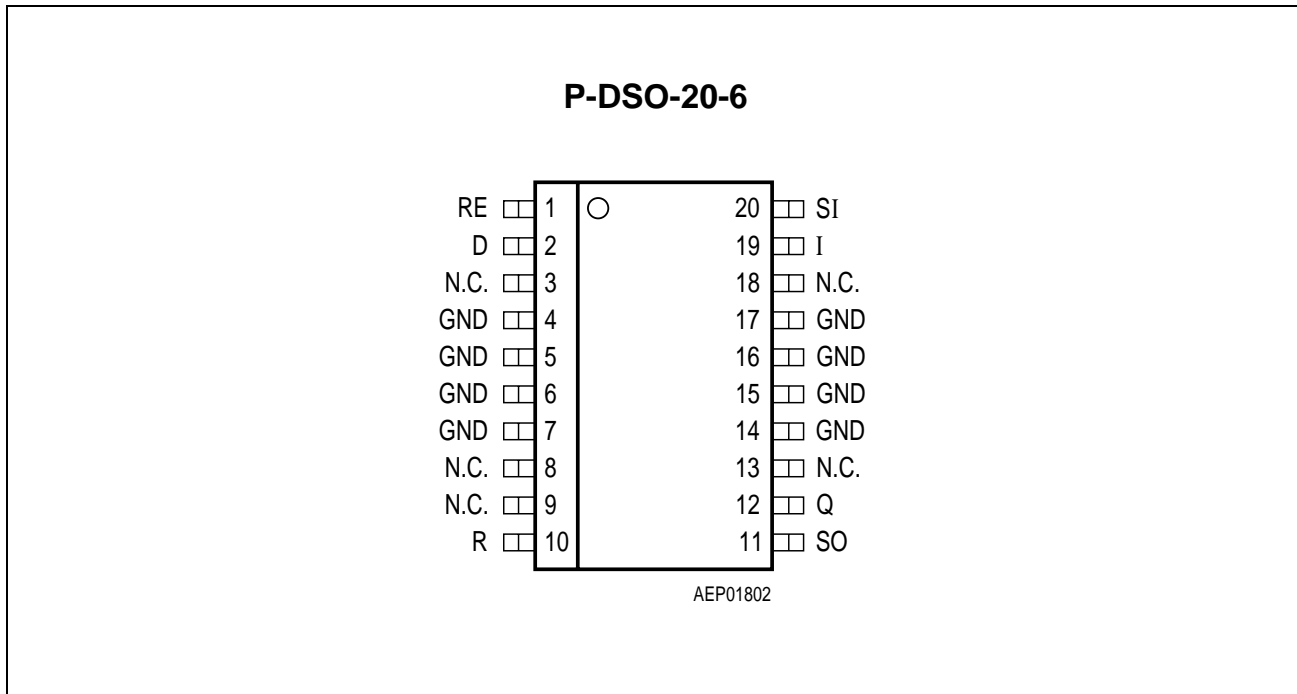 P-DSO-20-6
RE 1 20 SI
D 2 19 I
N.C. 3 18 N.C.
GND 4 17 GND
GND 5 16 GND
GND 6 15 GND
GND 7 14 GND
N.C. 8 13 N.C.
N.C. 9 12 Q
R 10 11 SO
AEP01802